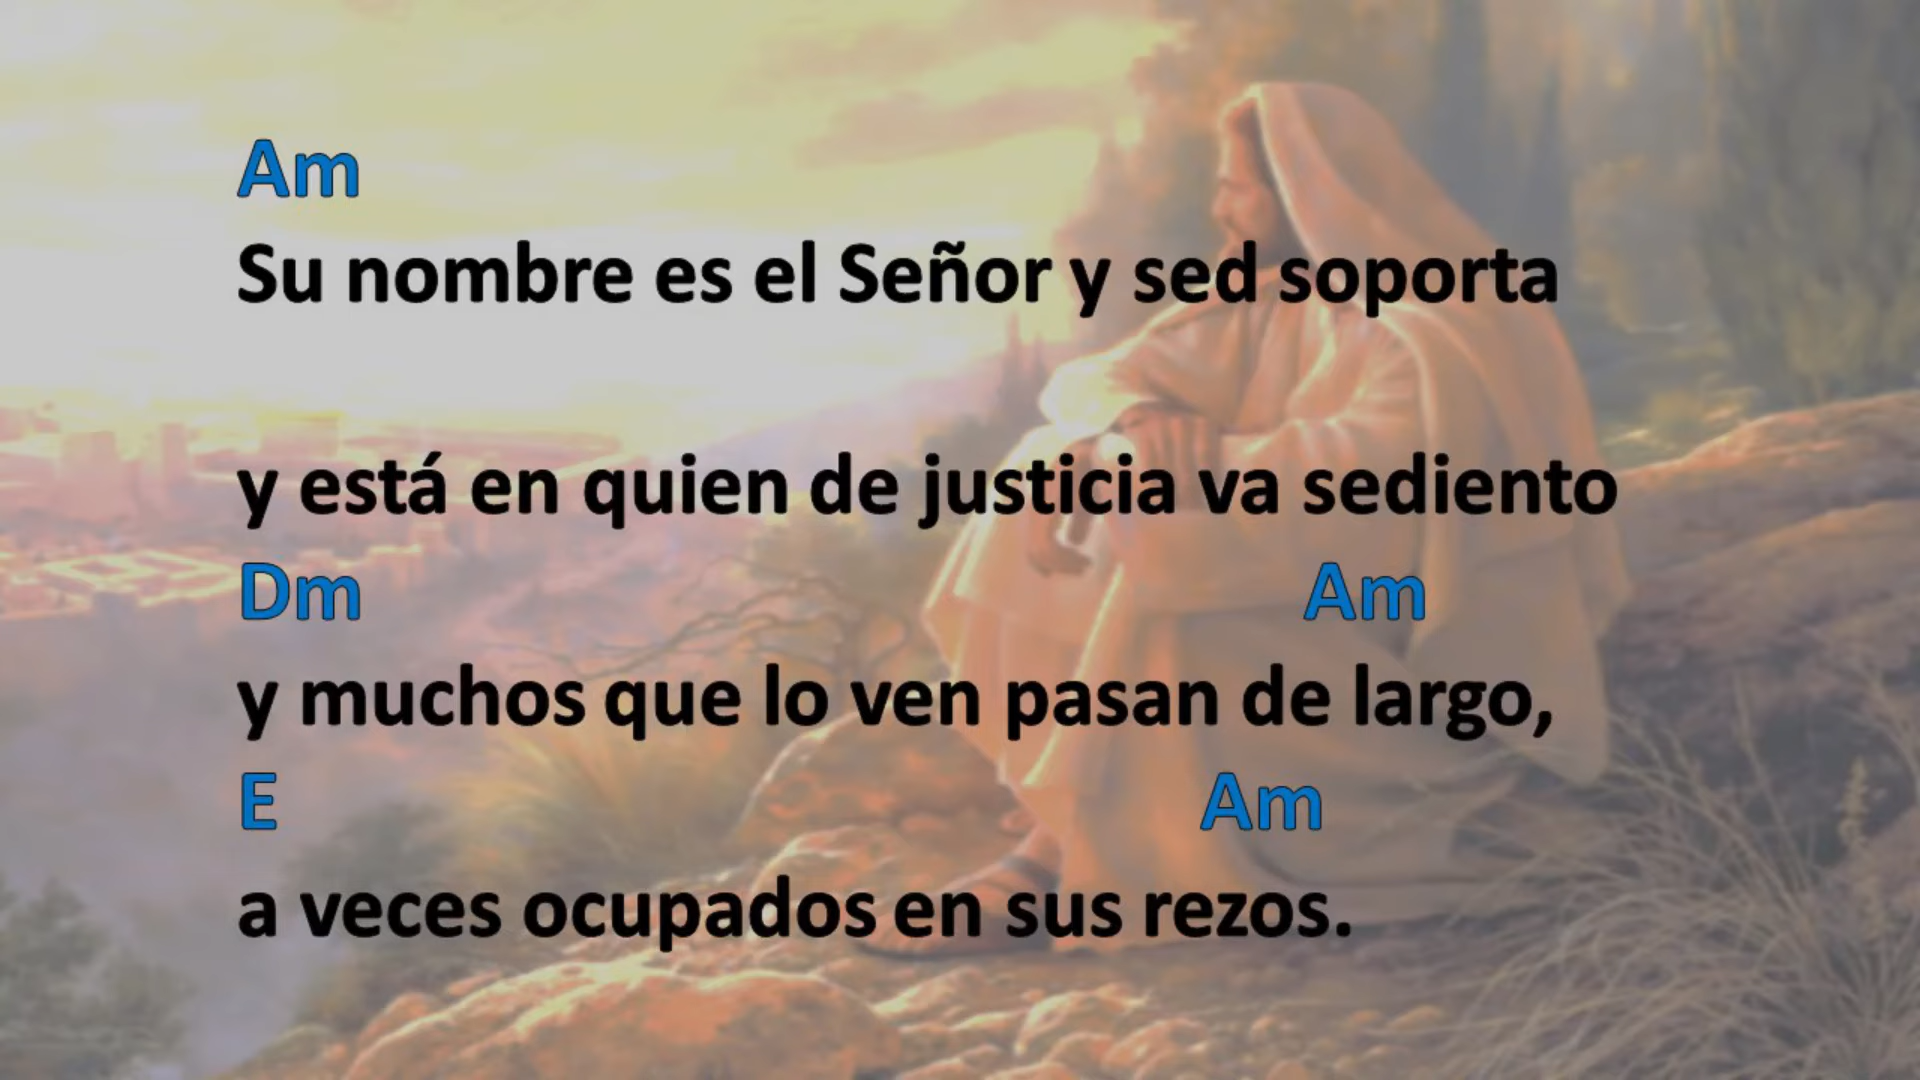 Am
Su nombre es el Señor y sed soporta
y está en quien de justicia va sediento
Dm Am
y muchos que lo ven pasan de largo,
E Am
a veces ocupados en sus rezos.